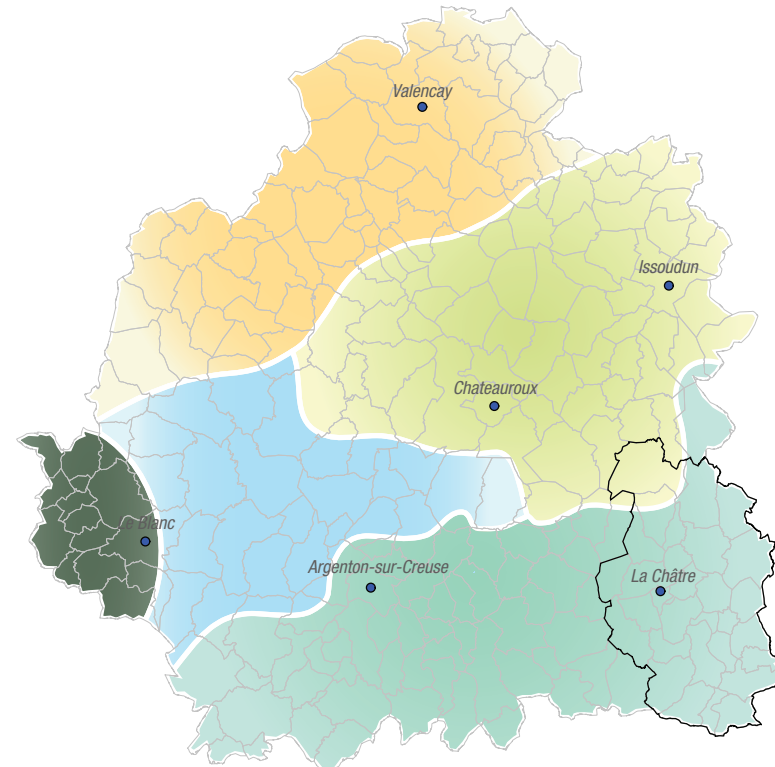 Valencay
Issoudun
Chateauroux
Le Blanc
Argenton-sur-Creuse
La Châtre